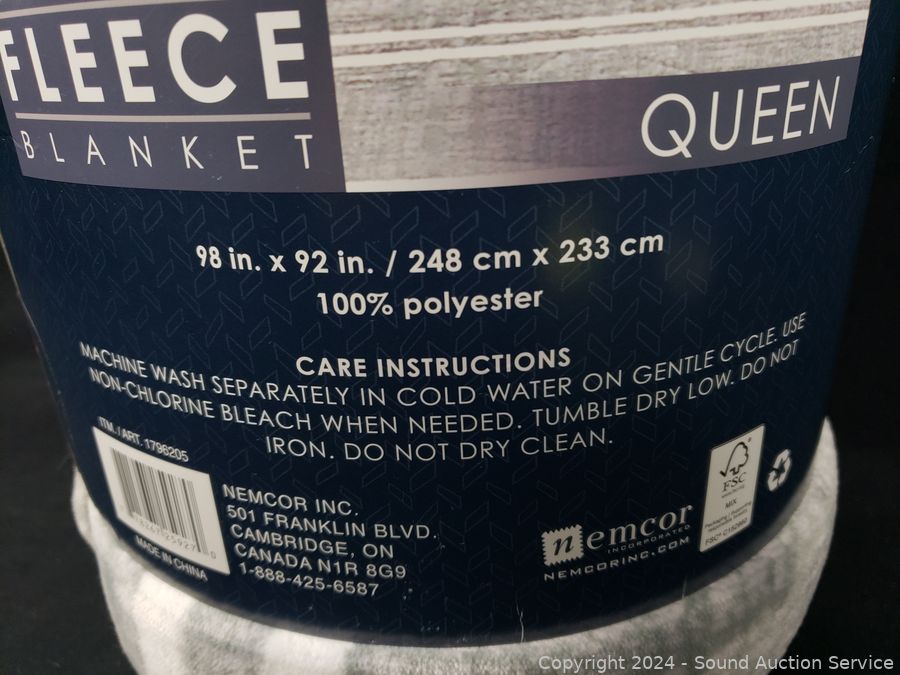 FLEECE
BLANKET
QUEEN
98 in. x 92 in. / 248 cm x 233 cm
100% polyester
CARE INSTRUCTIONS
MACHINE WASH SEPARATELY IN COLD WATER ON GENTLE CYCLE. USE
NON-CHLORINE BLEACH WHEN NEEDED. TUMBLE DRY LOW. DO NOT
IRON. DO NOT DRY CLEAN.
ITM. / ART. 1796205
MADE IN CHINA
NEMCOR INC.
501 FRANKLIN BLVD.
CAMBRIDGE, ON
CANADA N1R 8G9
1-888-425-6587
n nemcor
INCORPORATED
NEMCORINC.COM
FSC
MIX
Copyright 2024 - Sound Auction Service